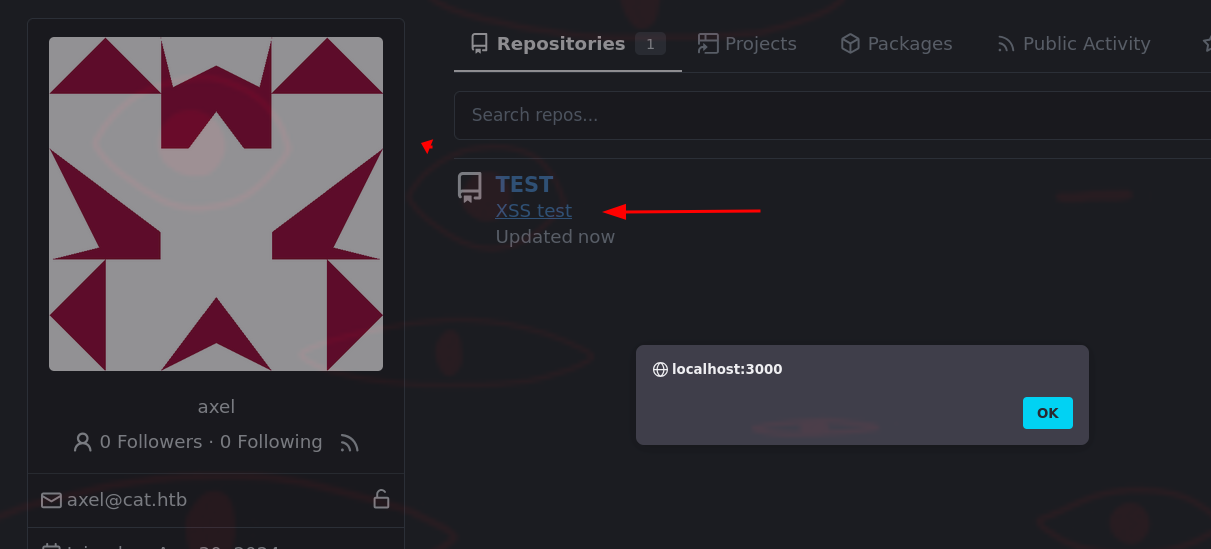 Repositories 1 Projects Packages Public Activity
Search repos...
TEST
XSS test
Updated now
localhost:3000
OK
axel
0 Followers · 0 Following
axel@cat.htb